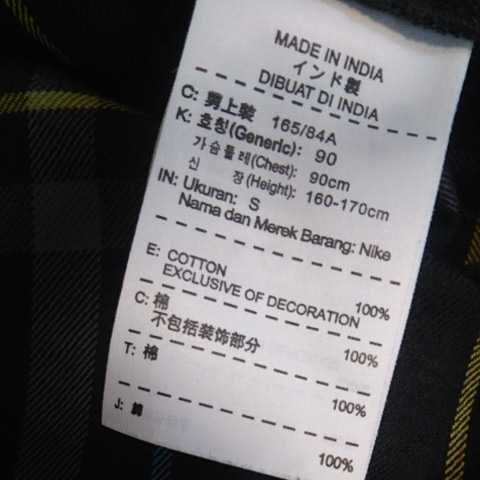 MADE IN INDIA
インド製
DIBUAT DI INDIA
C: 男上裝 165/84A
K: 호칭(Generic): 90
가슴둘레(Chest): 90cm
신 장(Height): 160-170cm
IN: Ukuran: S
Nama dan Merek Barang: Nike
E: COTTON 100%
EXCLUSIVE OF DECORATION
C: 棉 100%
不包括装饰部分
T: 棉 100%
J: 綿 100%